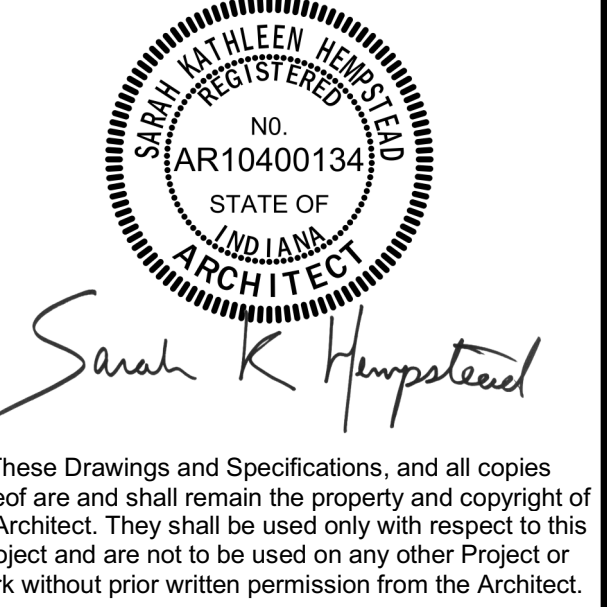 SARAH KATHLEEN HEMPSTEAD
REGISTERED
N0.
AR10400134
STATE OF
INDIANA
ARCHITECT
Sarah K Hempstead
These Drawings and Specifications, and all copies
eof are and shall remain the property and copyright of
Architect. They shall be used only with respect to this
oject and are not to be used on any other Project or
rk without prior written permission from the Architect.